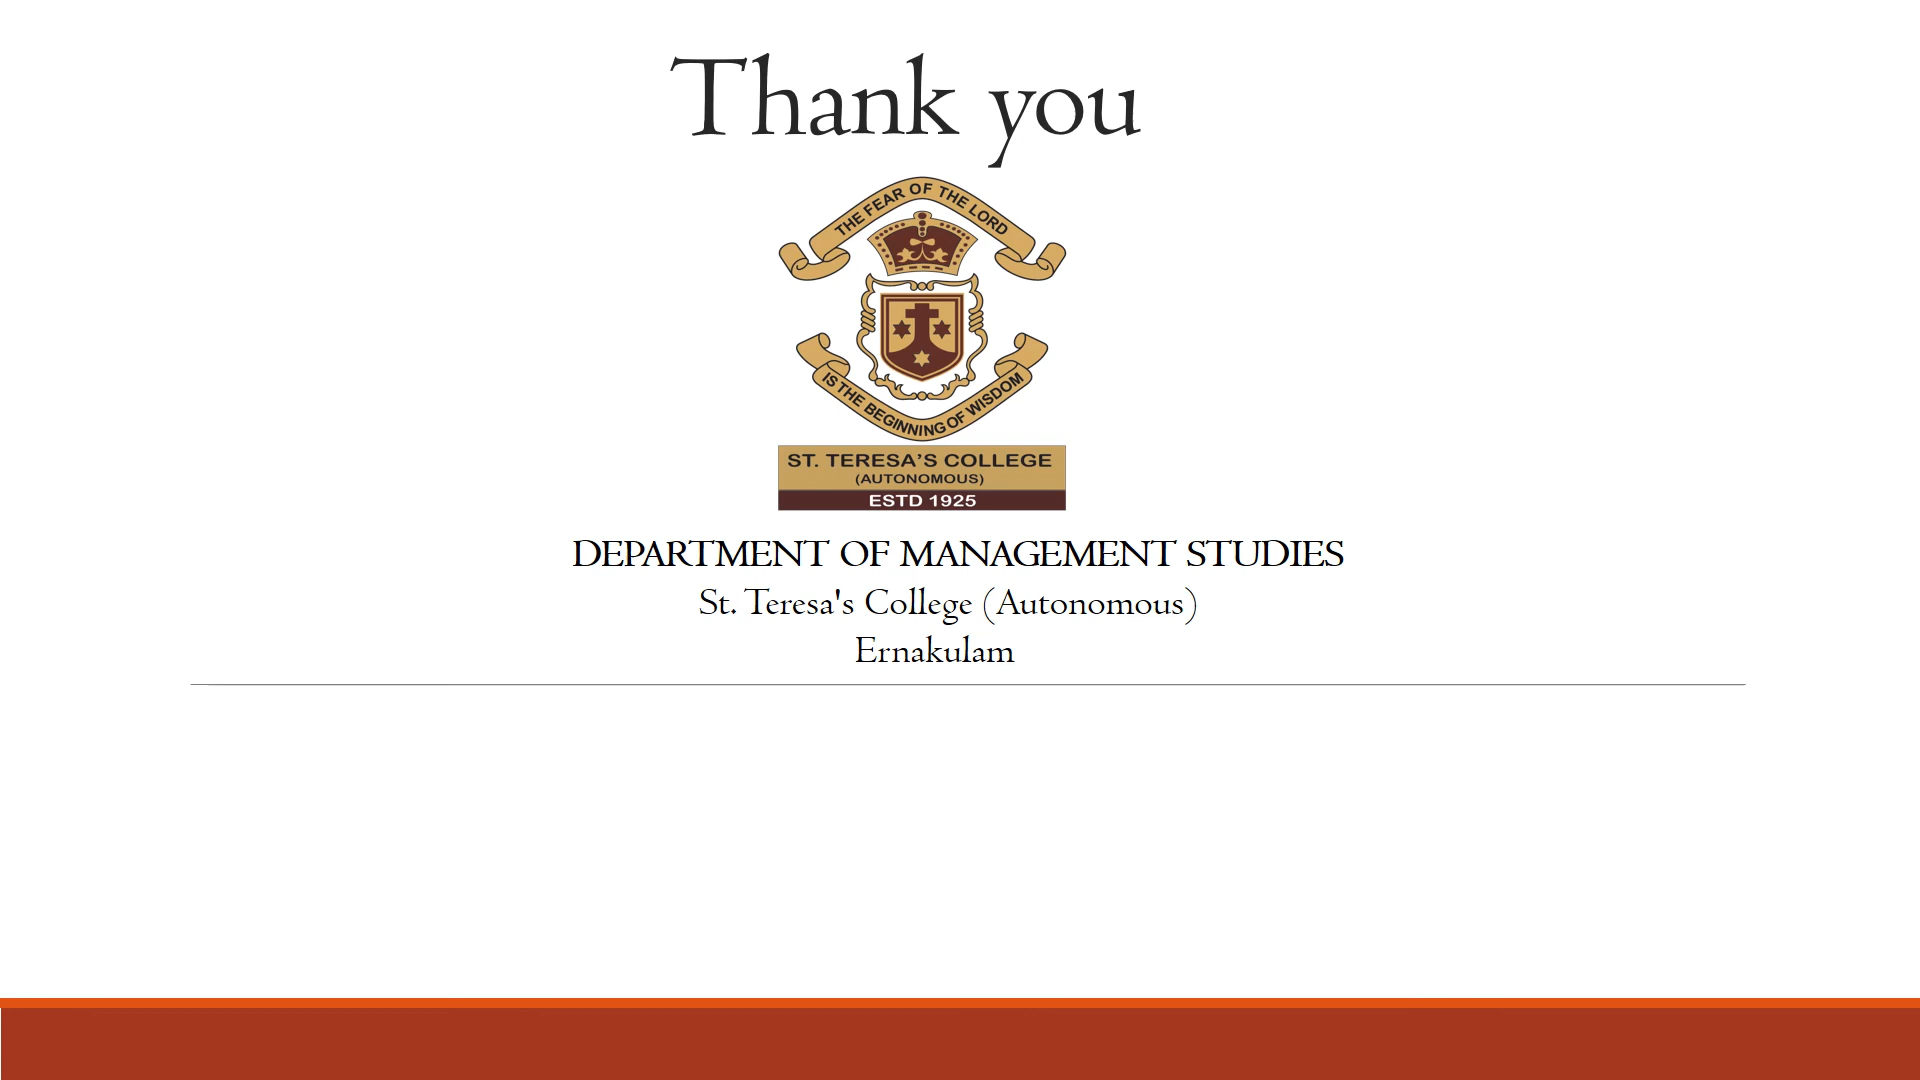 Thank you
THE FEAR OF THE LORD
IS THE BEGINNING OF WISDOM
ST. TERESA’S COLLEGE
(AUTONOMOUS)
ESTD 1925
DEPARTMENT OF MANAGEMENT STUDIES
St. Teresa's College (Autonomous)
Ernakulam